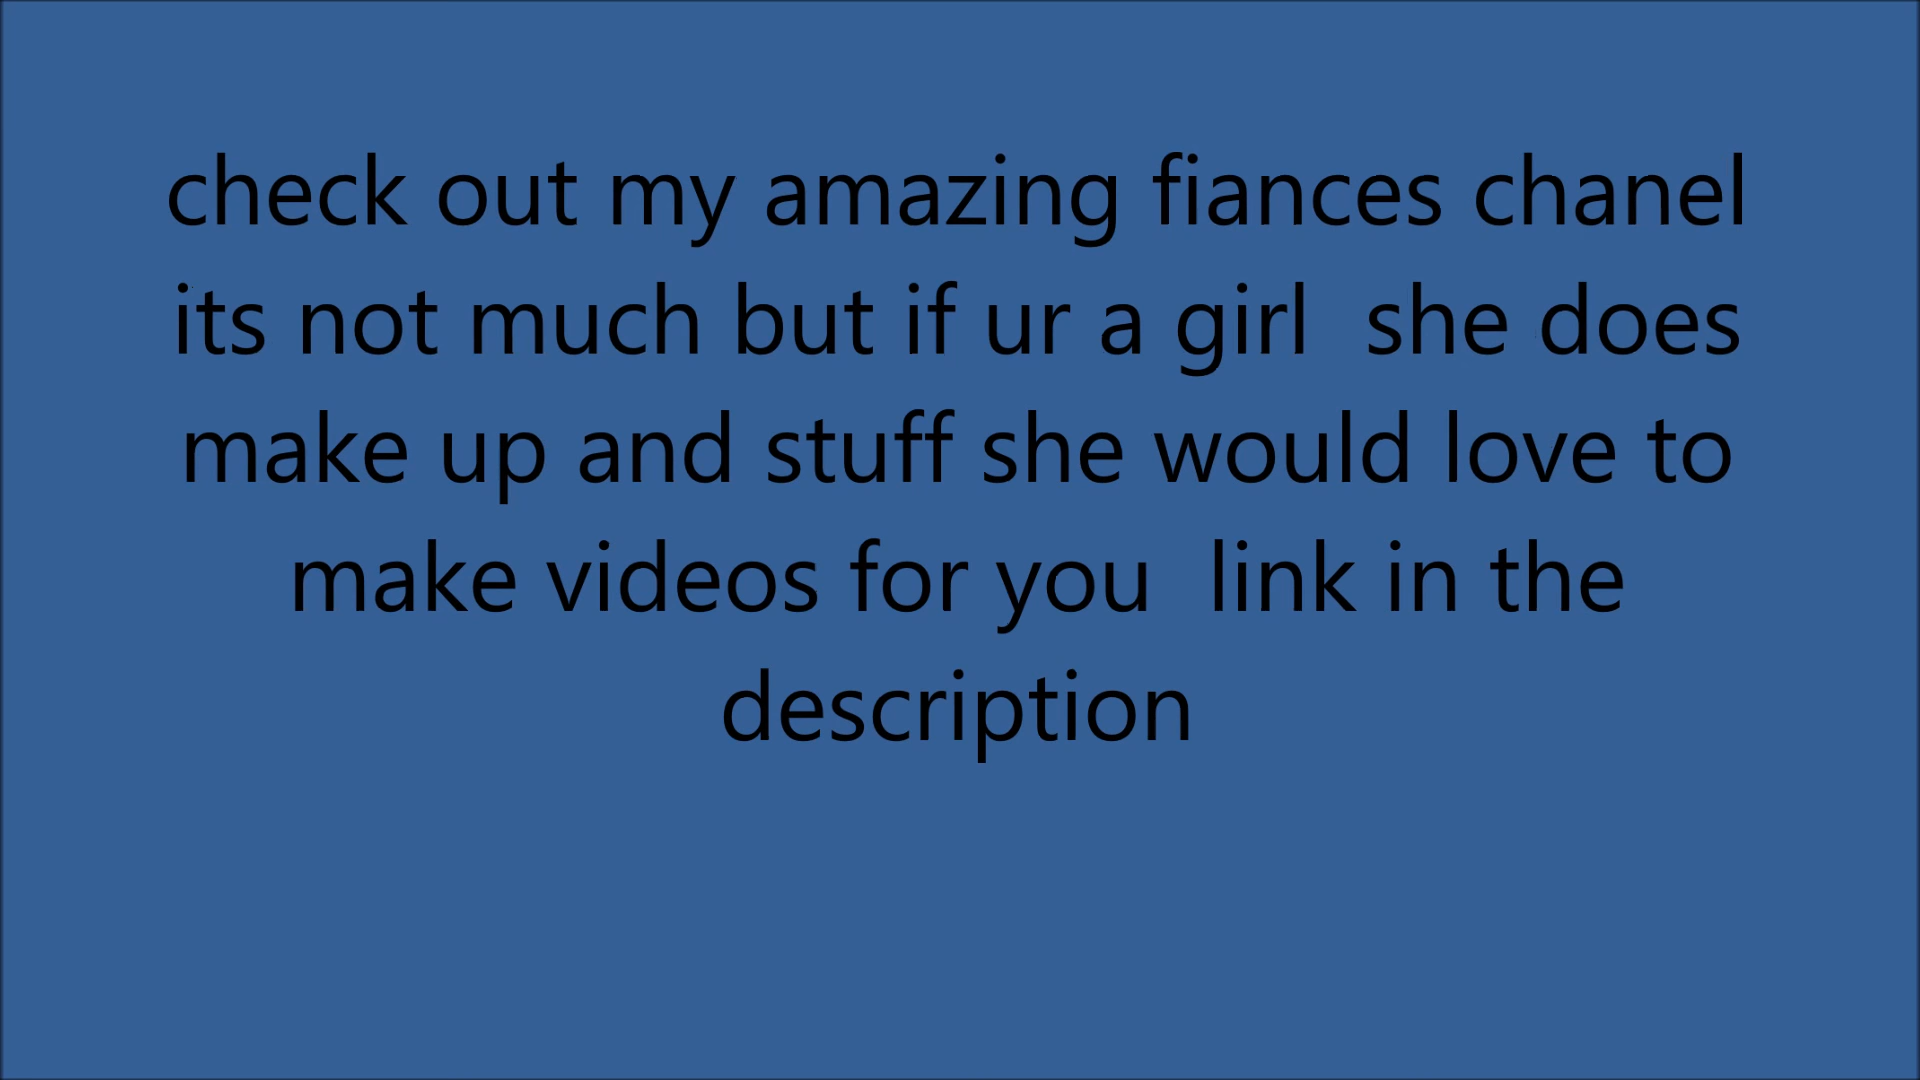 check out my amazing fiances chanel
its not much but if ur a girl  she does
make up and stuff she would love to
make videos for you  link in the
description